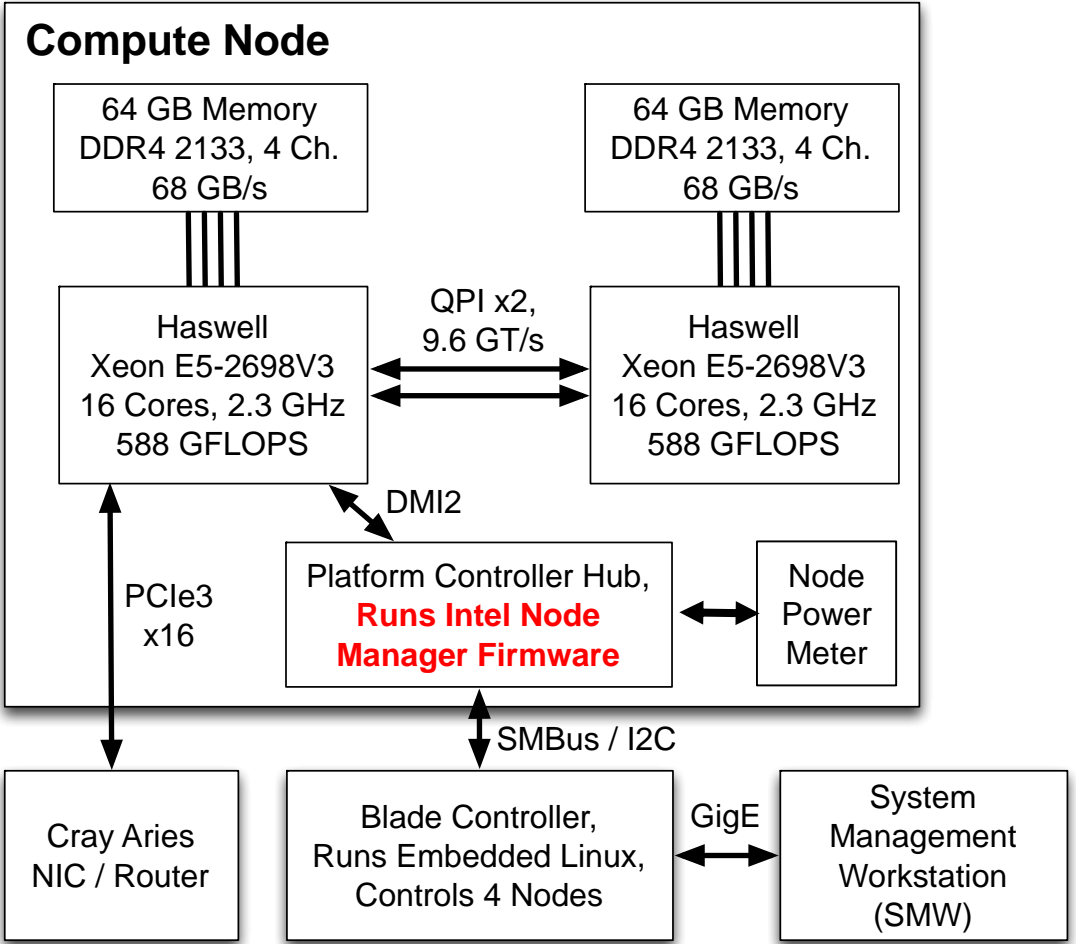 Compute Node
64 GB Memory
DDR4 2133, 4 Ch.
68 GB/s
64 GB Memory
DDR4 2133, 4 Ch.
68 GB/s
Haswell
Xeon E5-2698V3
16 Cores, 2.3 GHz
588 GFLOPS
QPI x2,
9.6 GT/s
Haswell
Xeon E5-2698V3
16 Cores, 2.3 GHz
588 GFLOPS
DMI2
PCIe3
x16
Platform Controller Hub,
Runs Intel Node
Manager Firmware
Node
Power
Meter
SMBus / I2C
Cray Aries
NIC / Router
Blade Controller,
Runs Embedded Linux,
Controls 4 Nodes
GigE
System
Management
Workstation
(SMW)